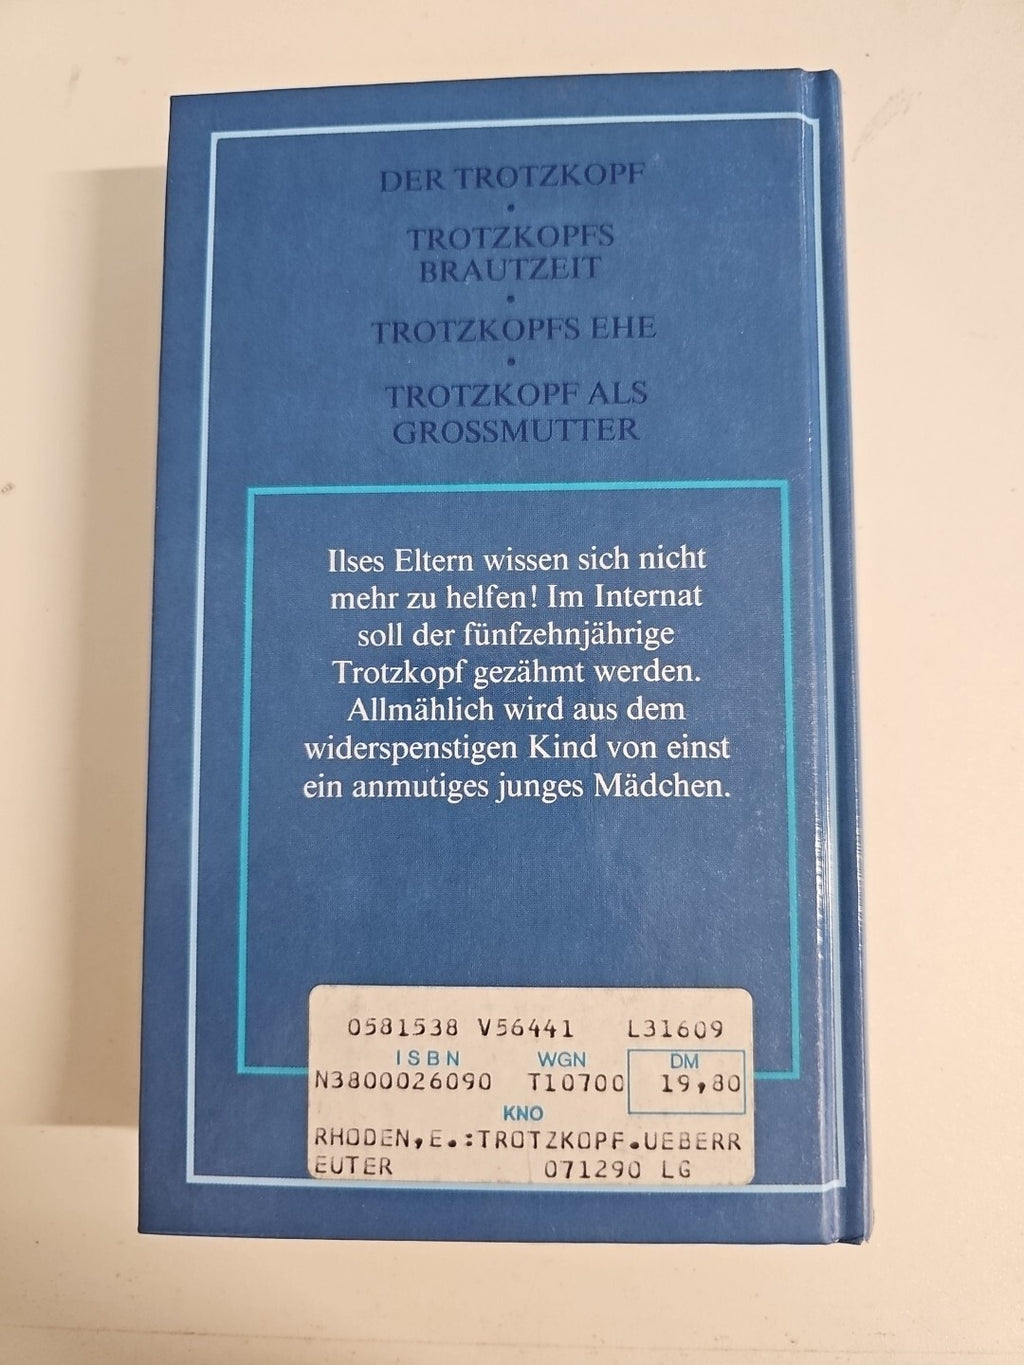 DER TROTZKOPF
•
TROTZKOPFS
BRAUTZEIT
•
TROTZKOPFS EHE
•
TROTZKOPF ALS
GROSSMUTTER
Ilses Eltern wissen sich nicht
mehr zu helfen! Im Internat
soll der fünfzehnjährige
Trotzkopf gezähmt werden.
Allmählich wird aus dem
widerspenstigen Kind von einst
ein anmutiges junges Mädchen.
0581538 V56441 L31609
ISBN WGN DM
N3800026090 T10700 19,80
KNO
RHODEN,E.:TROTZKOPF.UEBERR
EUTER 071290 LG